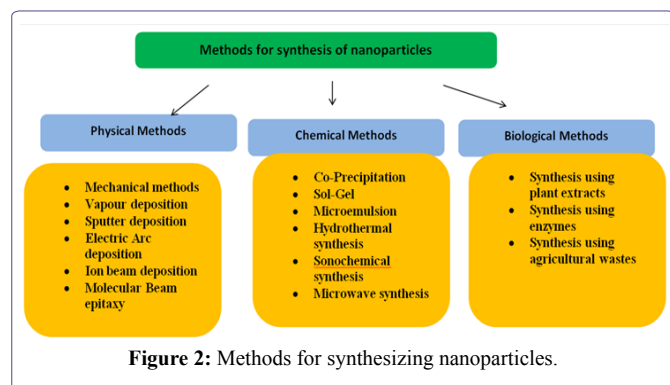 Methods for synthesis of nanoparticles
Physical Methods
• Mechanical methods
• Vapour deposition
• Sputter deposition
• Electric Arc
deposition
• Ion beam deposition
• Molecular Beam
epitaxy
Chemical Methods
• Co-Precipitation
• Sol-Gel
• Microemulsion
• Hydrothermal
synthesis
• Sonochemical
synthesis
• Microwave synthesis
Biological Methods
• Synthesis using
plant extracts
• Synthesis using
enzymes
• Synthesis using
agricultural wastes
Figure 2: Methods for synthesizing nanoparticles.